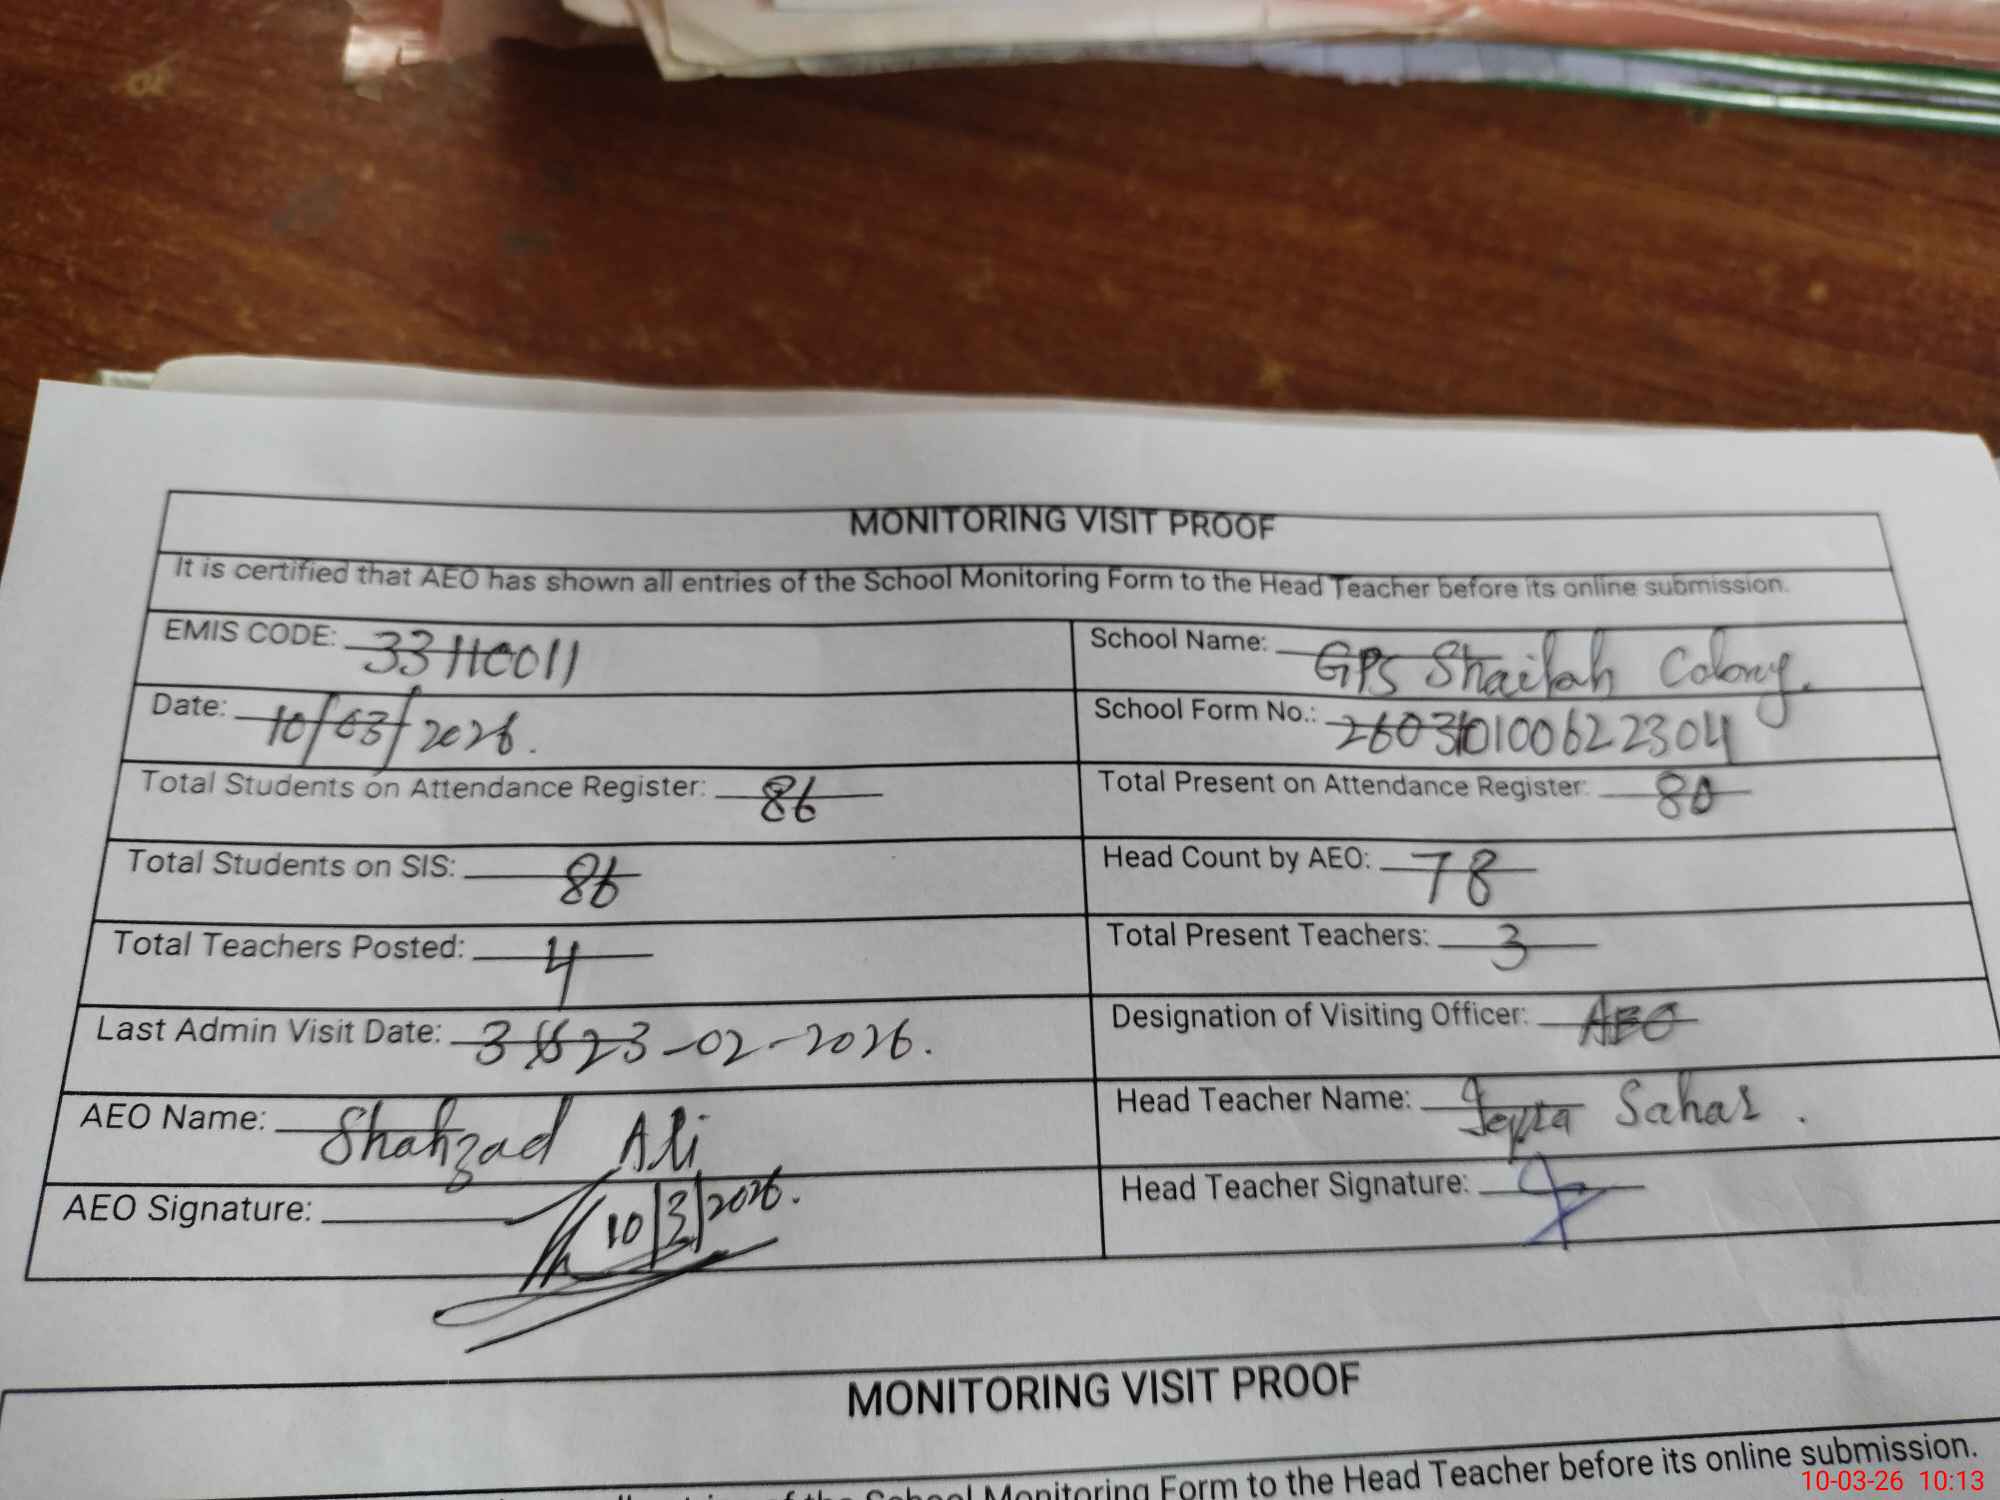 MONITORING VISIT PROOF
It is certified that AEO has shown all entries of the School Monitoring Form to the Head Teacher before its online submission.
EMIS CODE: 33110011 School Name: GPS Shailah Colony.
Date: 10/03/2026. School Form No.: 260310100622304
Total Students on Attendance Register: 86 Total Present on Attendance Register: 80
Total Students on SIS: 86 Head Count by AEO: 78
Total Teachers Posted: 4 Total Present Teachers: 3
Last Admin Visit Date: 23-02-2026. Designation of Visiting Officer: AEO
AEO Name: Shahzad Ali Head Teacher Name: Sahar.
AEO Signature: 10/3/2026. Head Teacher Signature:
MONITORING VISIT PROOF
School Monitoring Form to the Head Teacher before its online submission.
10-03-26 10:13